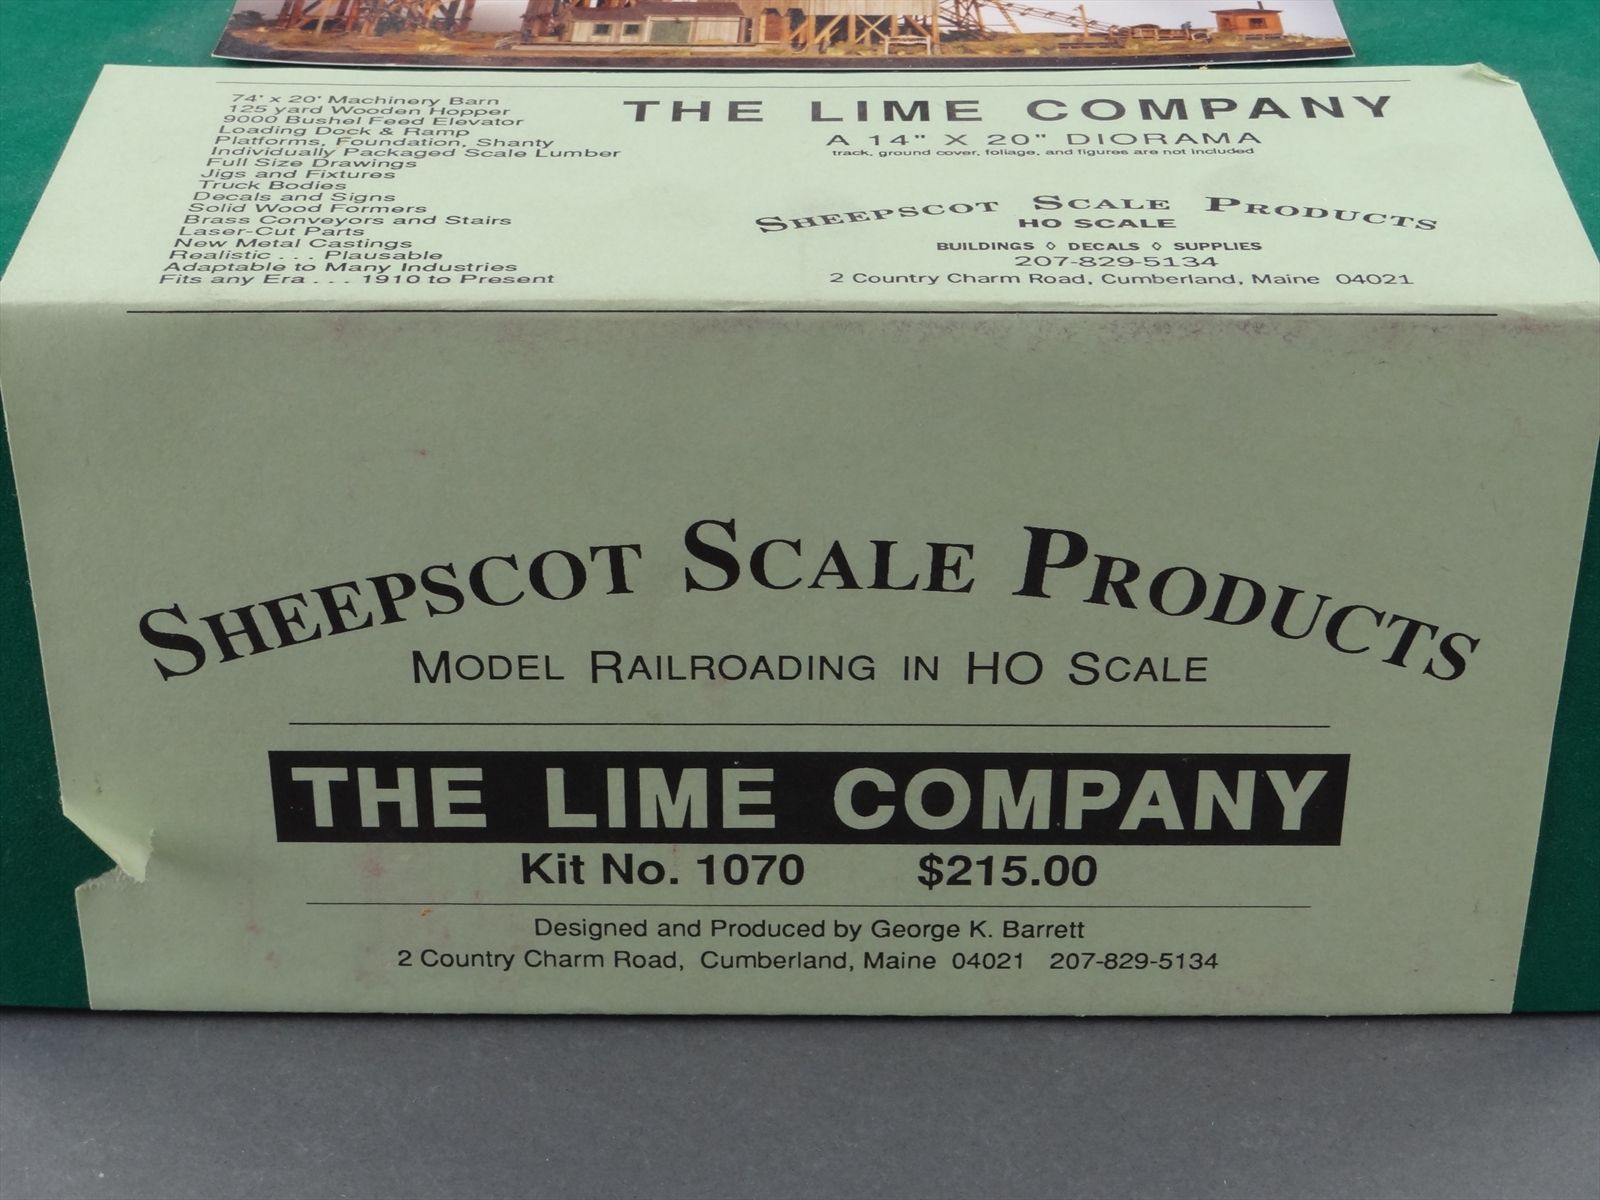 74' x 20' Machinery Barn
125 yard Wooden Hopper
9000 Bushel Feed Elevator
Loading Dock & Ramp
Platforms, Foundation, Shanty
Individually Packaged Scale Lumber
Full Size Drawings
Jigs and Fixtures
Truck Bodies
Decals and Signs
Solid Wood Formers
Brass Conveyors and Stairs
Laser-Cut Parts
New Metal Castings
Realistic . . . Plausable
Adaptable to Many Industries
Fits any Era . . . 1910 to Present
THE LIME COMPANY
A 14" X 20" DIORAMA
track, ground cover, foliage, and figures are not included
SHEEPSCOT SCALE PRODUCTS
HO SCALE
BUILDINGS ◊ DECALS ◊ SUPPLIES
207-829-5134
2 Country Charm Road, Cumberland, Maine 04021
SHEEPSCOT SCALE PRODUCTS
MODEL RAILROADING IN HO SCALE
THE LIME COMPANY
Kit No. 1070 $215.00
Designed and Produced by George K. Barrett
2 Country Charm Road, Cumberland, Maine 04021 207-829-5134